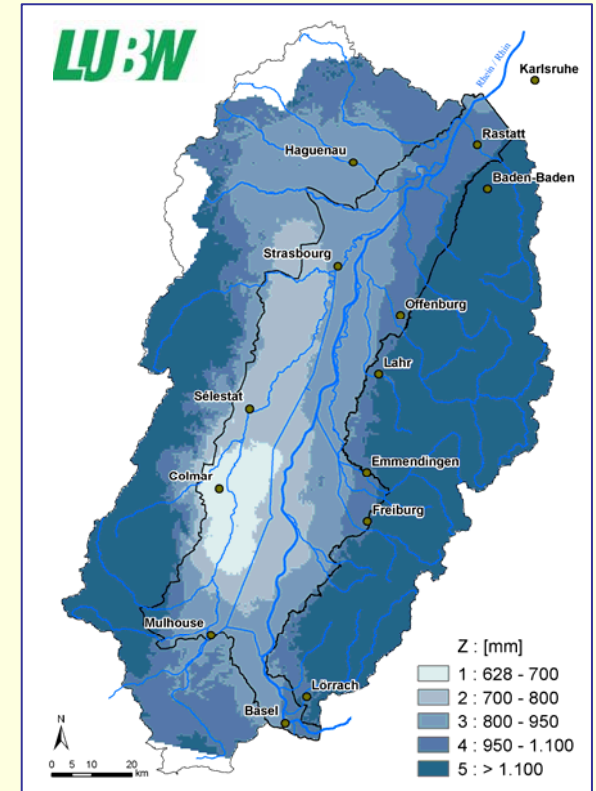 LUBW
Rhein / Rhin
Karlsruhe
Rastatt
Haguenau
Baden-Baden
Strasbourg
Offenburg
Lahr
Sélestat
Emmendingen
Colmar
Freiburg
Mulhouse
Z : [mm]
1 : 628 - 700
2 : 700 - 800
3 : 800 - 950
4 : 950 - 1.100
5 : > 1.100
Lörrach
Basel
N
0 5 10 20
km